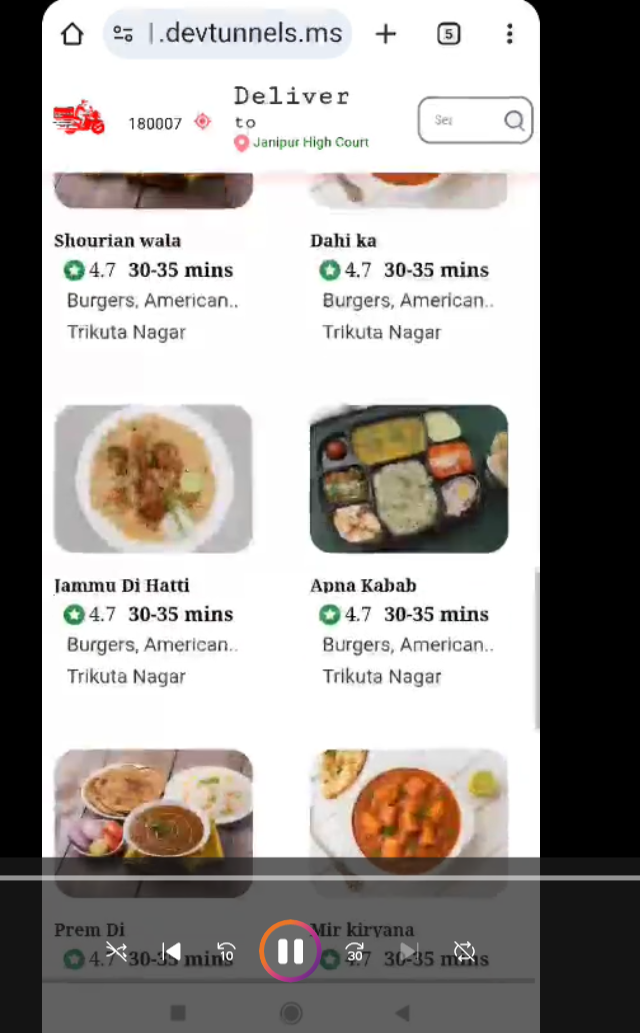 |.devtunnels.ms
5
Deliver
to
180007
Janipur High Court
Shourian wala
4.7 30-35 mins
Burgers, American..
Trikuta Nagar
Dahi ka
4.7 30-35 mins
Burgers, American..
Trikuta Nagar
Jammu Di Hatti
4.7 30-35 mins
Burgers, American..
Trikuta Nagar
Apna Kabab
4.7 30-35 mins
Burgers, American..
Trikuta Nagar
Prem Di
4.7 30-35 mins
Mir kiryana
4.7 30-35 mins
10
30